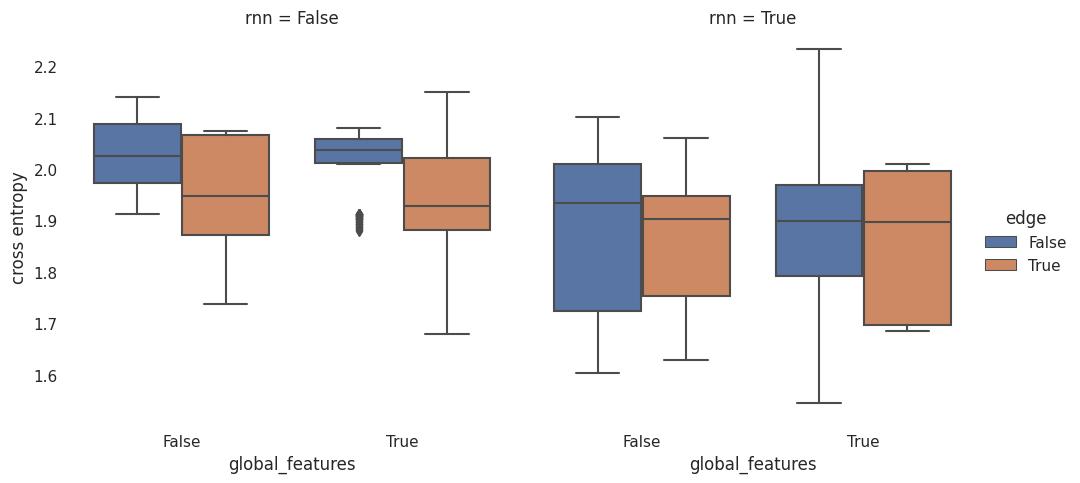 rnn = False
rnn = True
cross entropy
2.2
2.1
2.0
1.9
1.8
1.7
1.6
False
True
False
True
global_features
global_features
edge
False
True